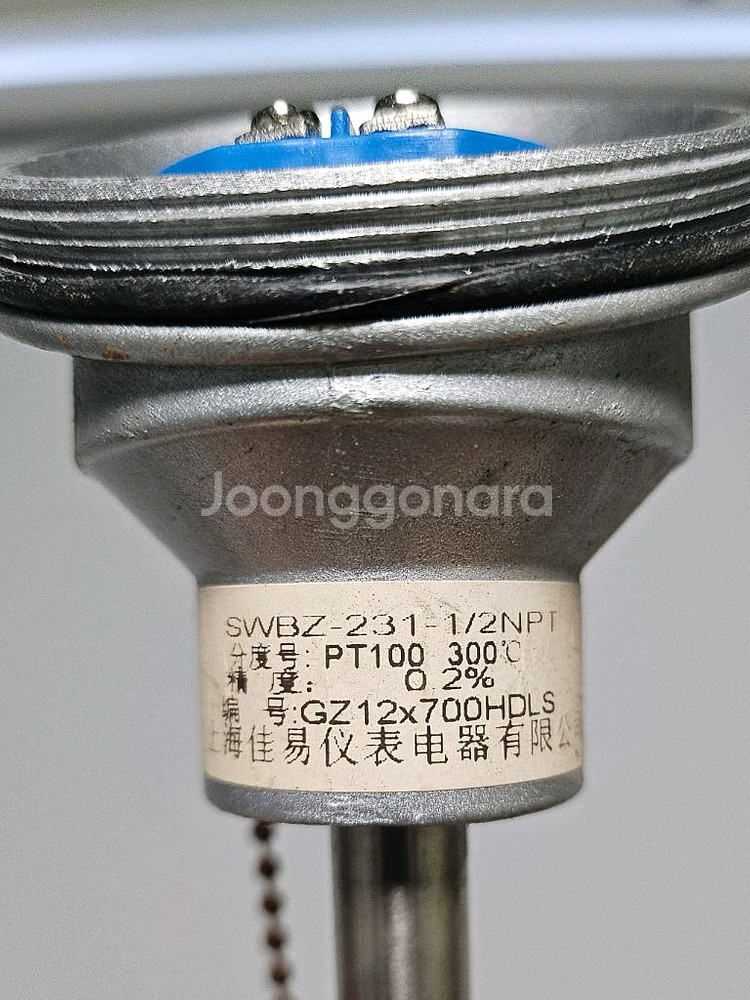 Joonggonara
SWBZ-231-1/2NPT
分度号: PT100 300℃
精 度: 0.2%
编 号:GZ12x700HDLS
上海佳易仪表电器有限公